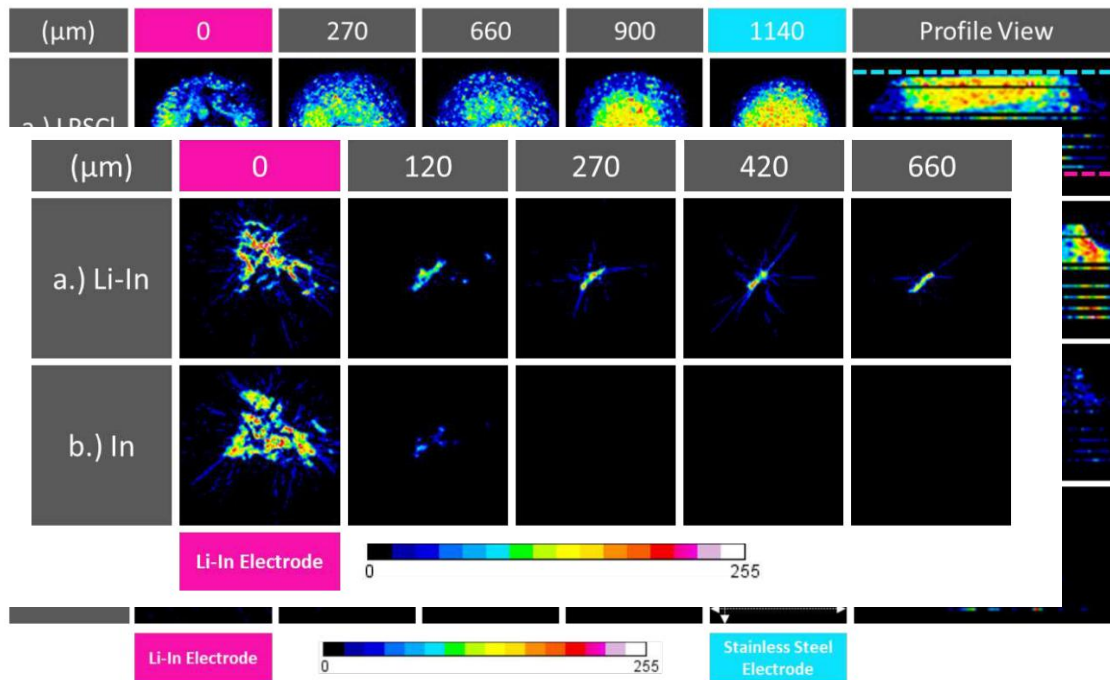 (μm) 0 270 660 900 1140 Profile View
(μm) 0 120 270 420 660
a.) Li-In
b.) In
Li-In Electrode
0 255
Li-In Electrode
0 255
Stainless Steel
Electrode